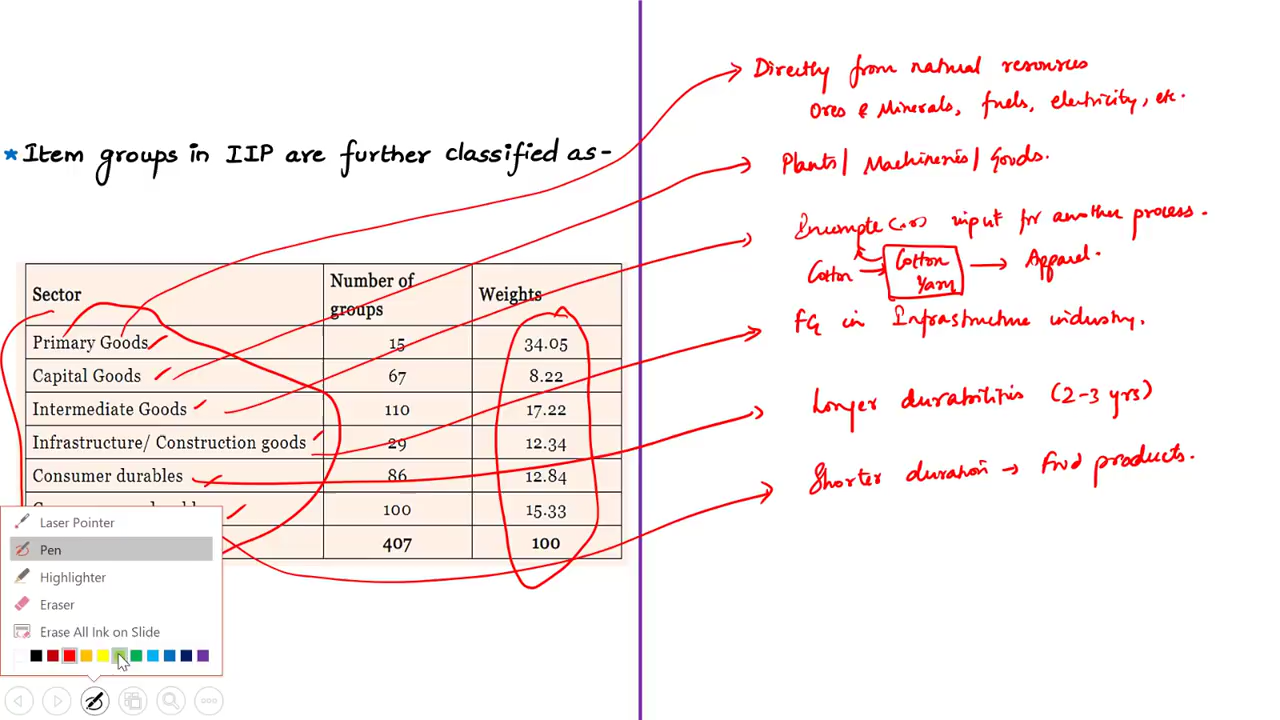 * Item groups in IIP are further classified as-
Sector Number of groups Weights
Primary Goods 15 34.05
Capital Goods 67 8.22
Intermediate Goods 110 17.22
Infrastructure/ Construction goods 29 12.34
Consumer durables 86 12.84
100 15.33
407 100
Laser Pointer
Pen
Highlighter
Eraser
Erase All Ink on Slide
Directly from natural resources
Ores & Minerals, fuels, electricity, etc.
Plants/ Machineries/ Goods.
input for another process.
Cotton → Cotton Yarn → Apparel.
FG in Infrastructure industry.
Longer durabilities (2-3 yrs)
Shorter duration → Food products.